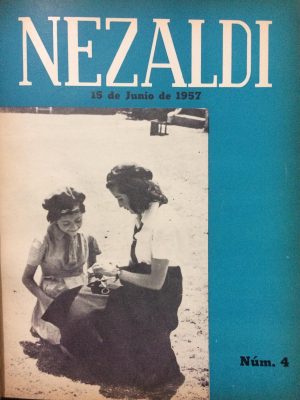 NEZALDI
15 de Junio de 1957
Núm. 4